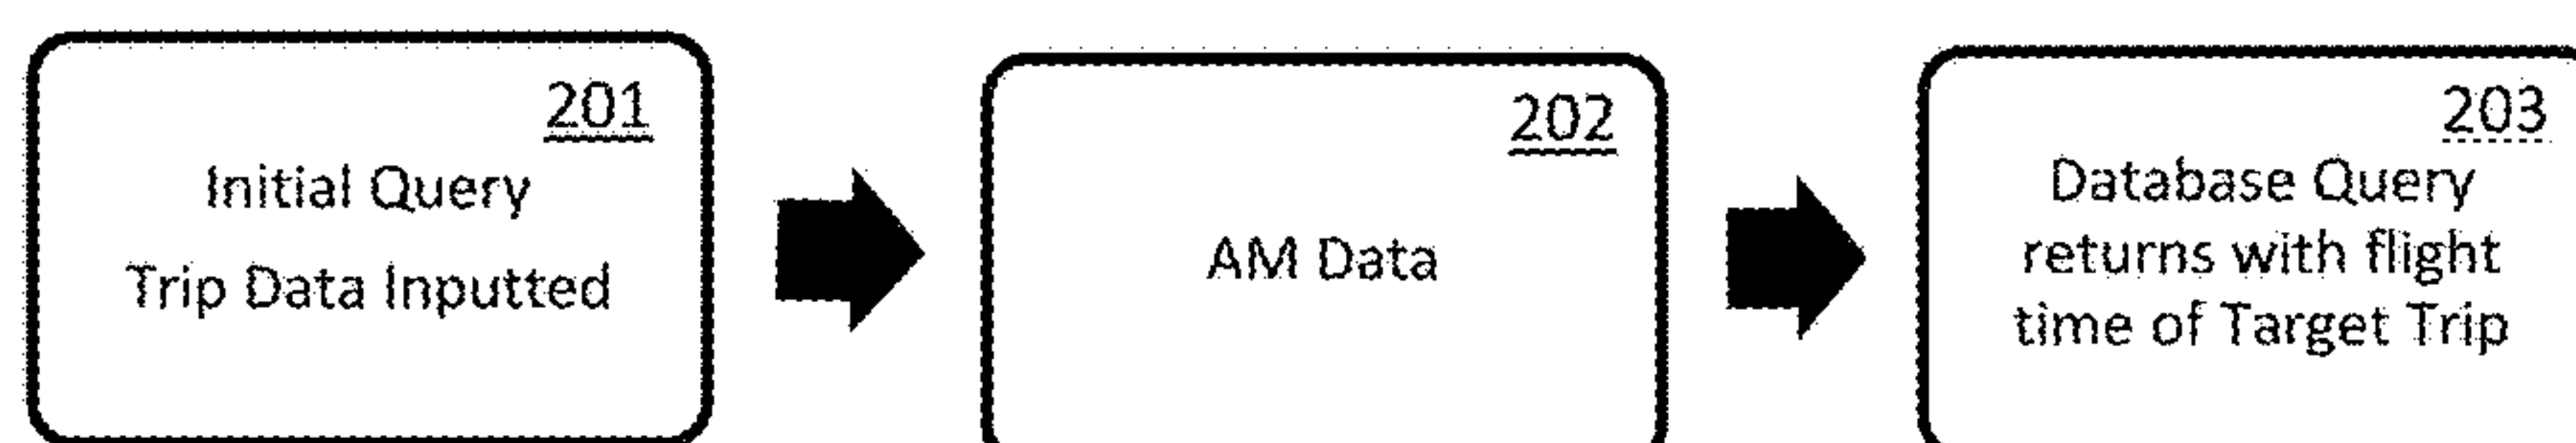 201
Initial Query
Trip Data Inputted
202
AM Data
203
Database Query
returns with flight
time of Target Trip